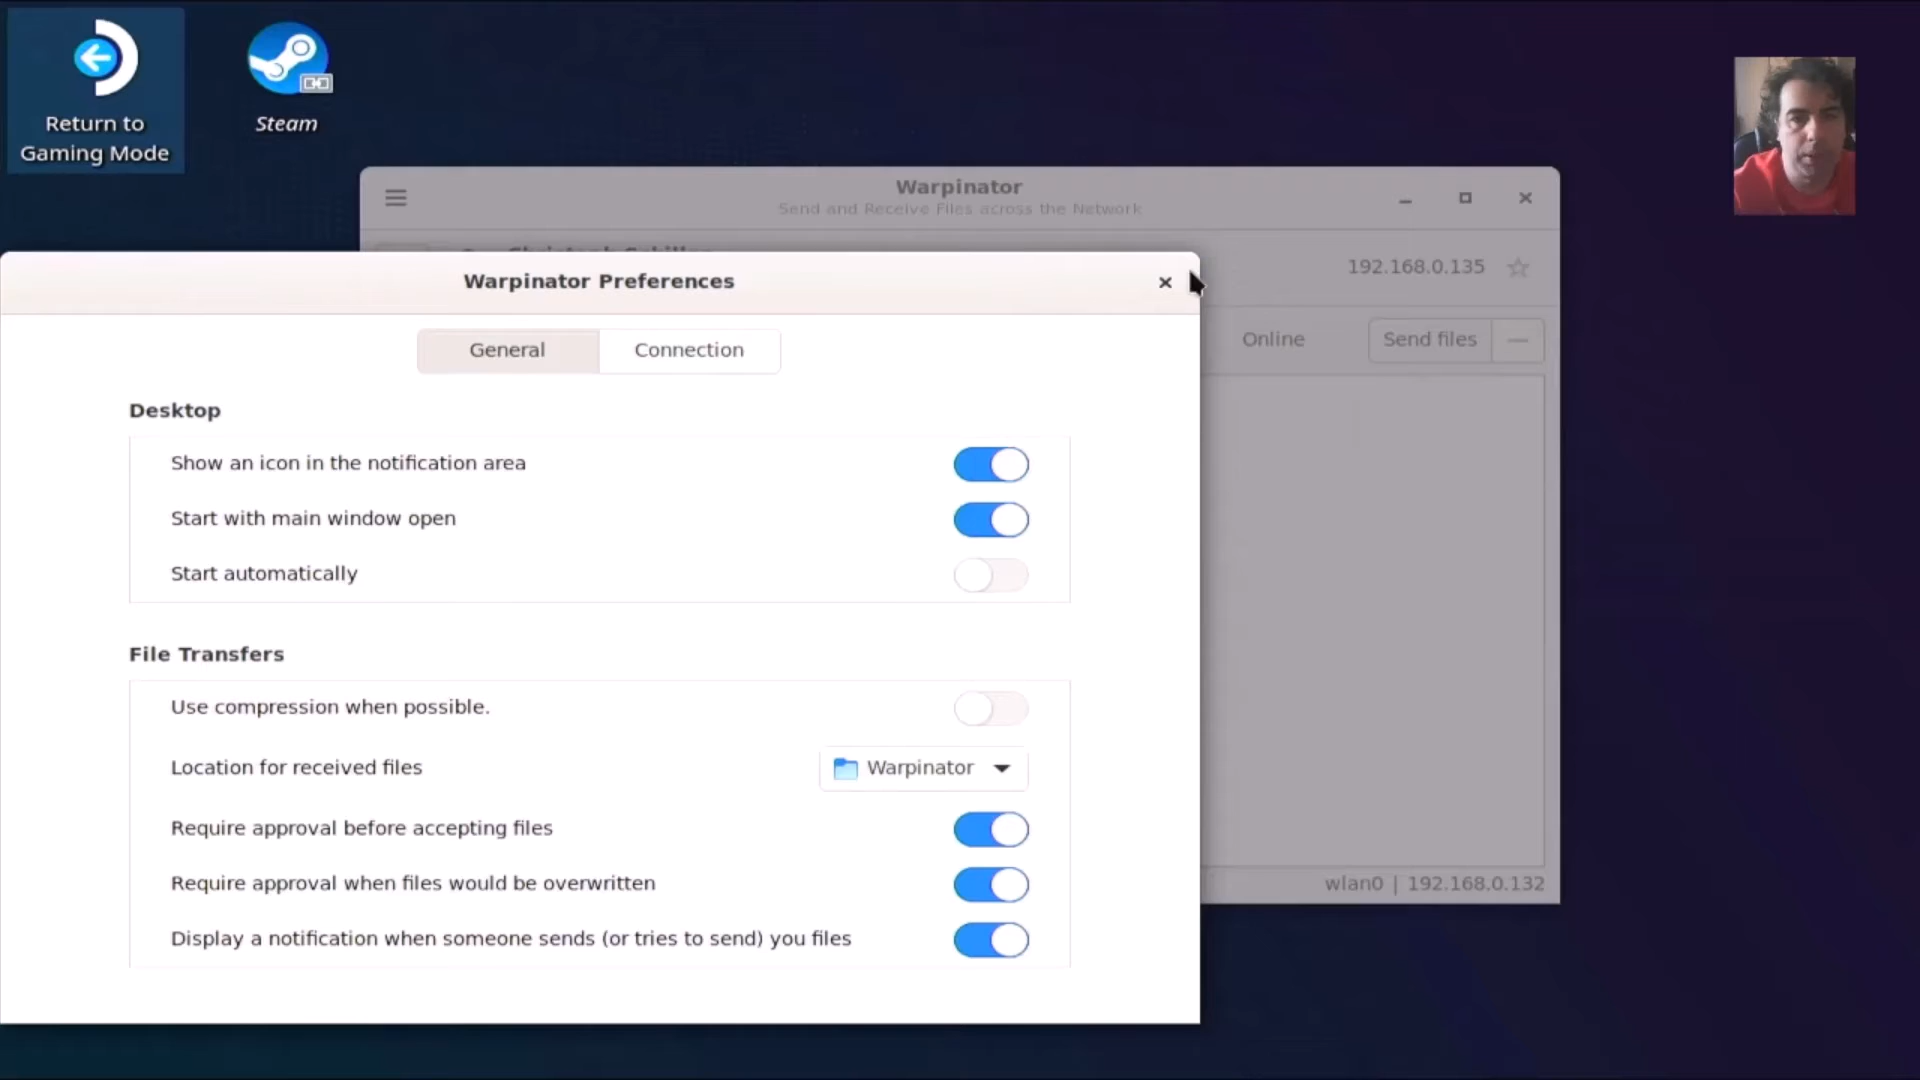 Return to
Gaming Mode
Steam
Warpinator
Send and Receive Files across the Network
192.168.0.135
Online
Send files
Warpinator Preferences
General
Connection
Desktop
Show an icon in the notification area
Start with main window open
Start automatically
File Transfers
Use compression when possible.
Location for received files
Warpinator
Require approval before accepting files
Require approval when files would be overwritten
Display a notification when someone sends (or tries to send) you files
wlan0 | 192.168.0.132